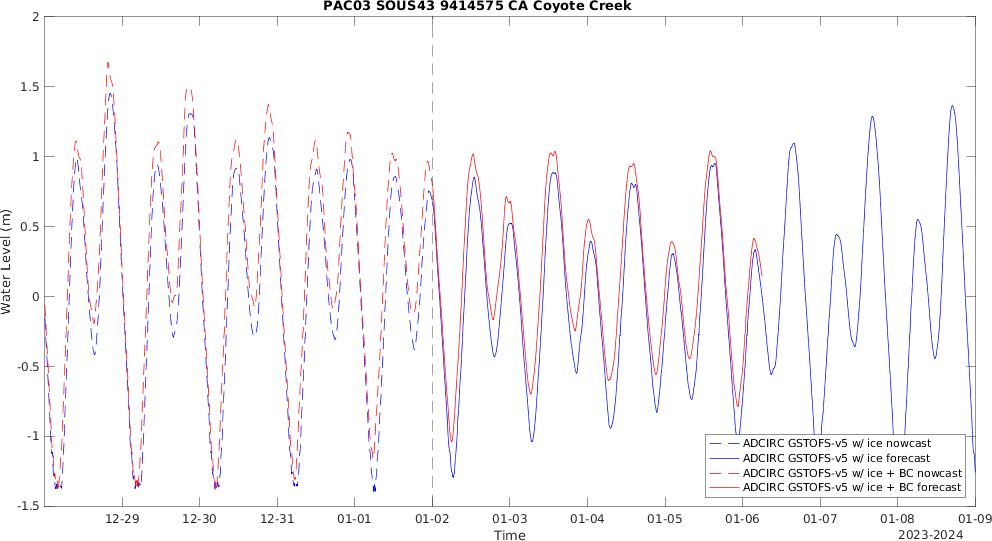 PAC03 SOUS43 9414575 CA Coyote Creek
2
1.5
1
0.5
0
-0.5
-1
-1.5
Water Level (m)
12-29 12-30 12-31 01-01 01-02 01-03 01-04 01-05 01-06 01-07 01-08 01-09
Time
2023-2024
ADCIRC GSTOFS-v5 w/ ice nowcast
ADCIRC GSTOFS-v5 w/ ice forecast
ADCIRC GSTOFS-v5 w/ ice + BC nowcast
ADCIRC GSTOFS-v5 w/ ice + BC forecast